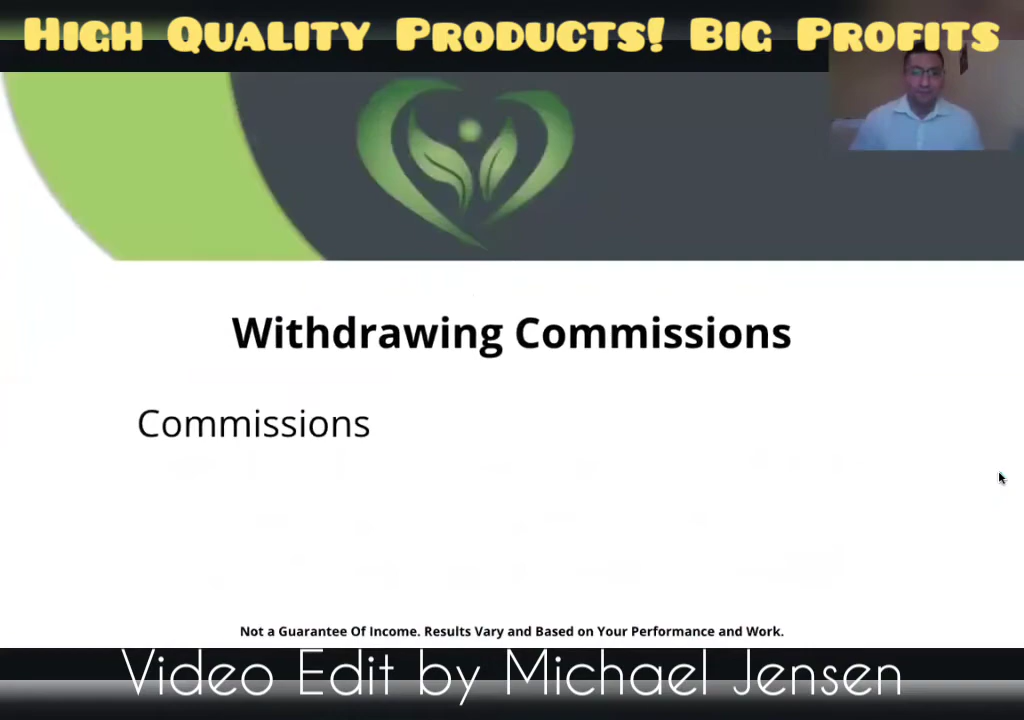 High Quality Products! Big Profits
Withdrawing Commissions
Commissions
Not a Guarantee Of Income. Results Vary and Based on Your Performance and Work.
Video Edit by Michael Jensen